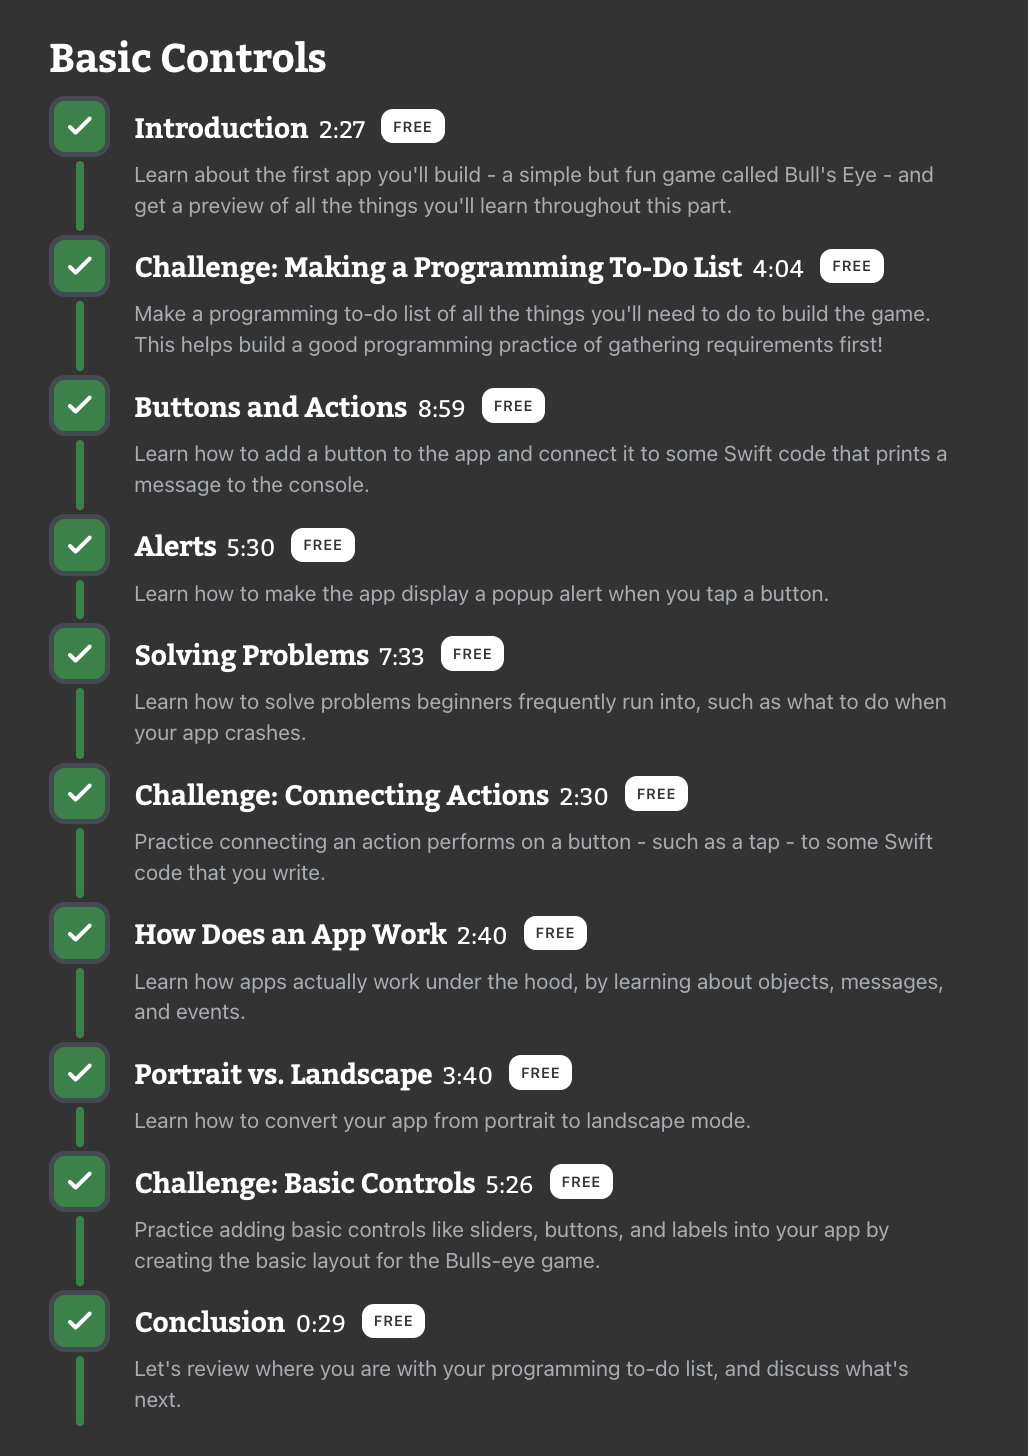 Basic Controls
Introduction 2:27 FREE
Learn about the first app you'll build - a simple but fun game called Bull's Eye - and
get a preview of all the things you'll learn throughout this part.
Challenge: Making a Programming To-Do List 4:04 FREE
Make a programming to-do list of all the things you'll need to do to build the game.
This helps build a good programming practice of gathering requirements first!
Buttons and Actions 8:59 FREE
Learn how to add a button to the app and connect it to some Swift code that prints a
message to the console.
Alerts 5:30 FREE
Learn how to make the app display a popup alert when you tap a button.
Solving Problems 7:33 FREE
Learn how to solve problems beginners frequently run into, such as what to do when
your app crashes.
Challenge: Connecting Actions 2:30 FREE
Practice connecting an action performs on a button - such as a tap - to some Swift
code that you write.
How Does an App Work 2:40 FREE
Learn how apps actually work under the hood, by learning about objects, messages,
and events.
Portrait vs. Landscape 3:40 FREE
Learn how to convert your app from portrait to landscape mode.
Challenge: Basic Controls 5:26 FREE
Practice adding basic controls like sliders, buttons, and labels into your app by
creating the basic layout for the Bulls-eye game.
Conclusion 0:29 FREE
Let's review where you are with your programming to-do list, and discuss what's
next.